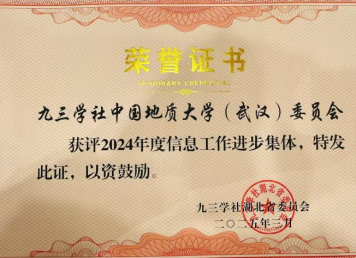 荣誉证书
HONORARY CREDENTIAL
九三学社中国地质大学（武汉）委员会
获评2024年度信息工作进步集体，特发
此证，以资鼓励。
九三学社湖北省委员会
二〇二五年三月